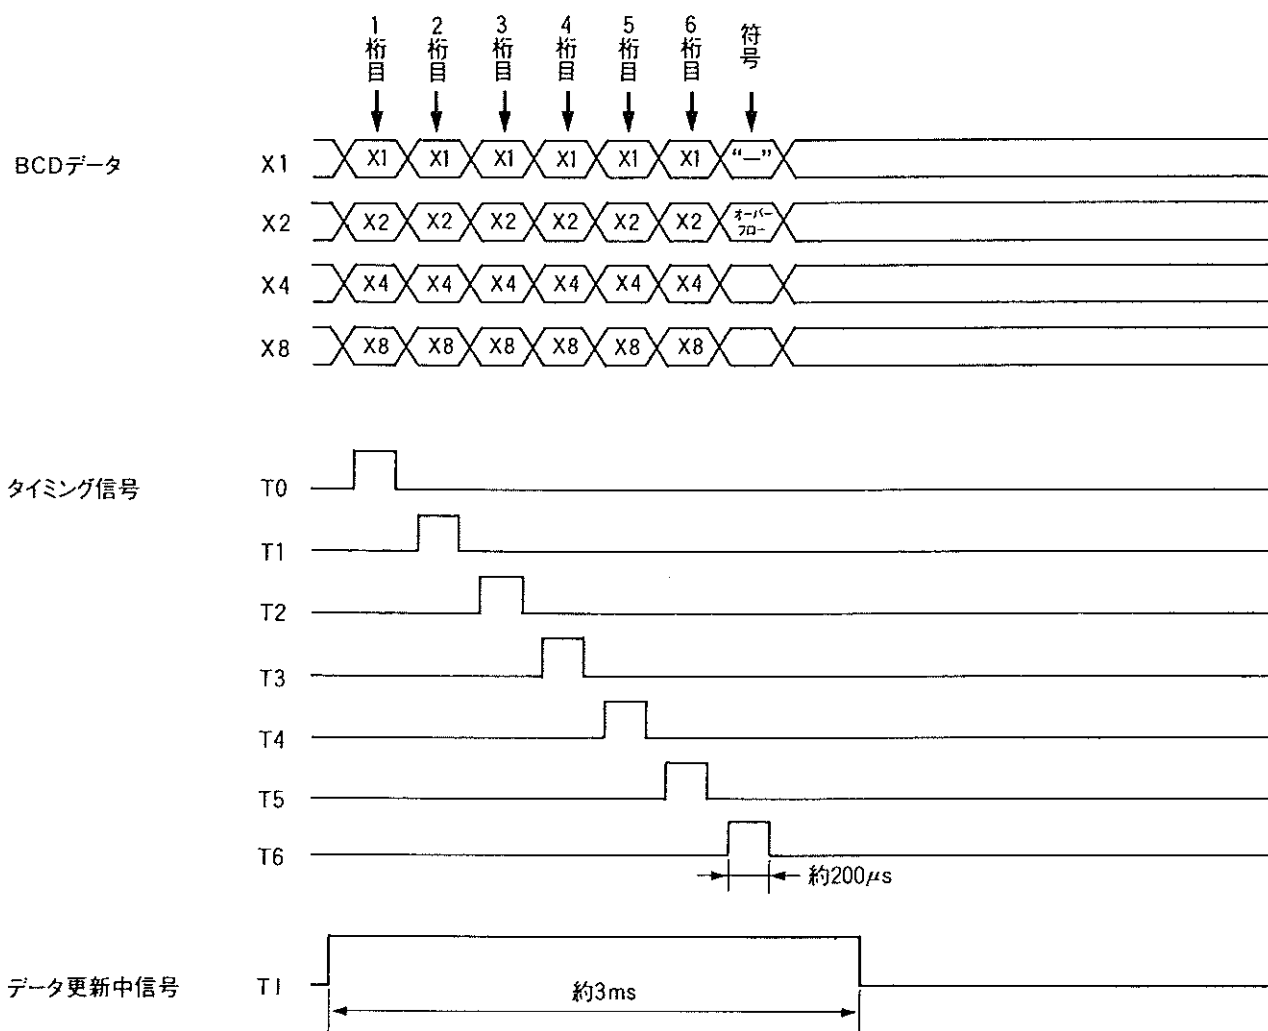 1桁目 2桁目 3桁目 4桁目 5桁目 6桁目 符号
BCDデータ X1 X1 X1 X1 X1 X1 X1 “—”
X2 X2 X2 X2 X2 X2 X2 オーバーフロー
X4 X4 X4 X4 X4 X4 X4
X8 X8 X8 X8 X8 X8 X8
タイミング信号 T0
T1
T2
T3
T4
T5
T6
約200μs
データ更新中信号 TI 約3ms